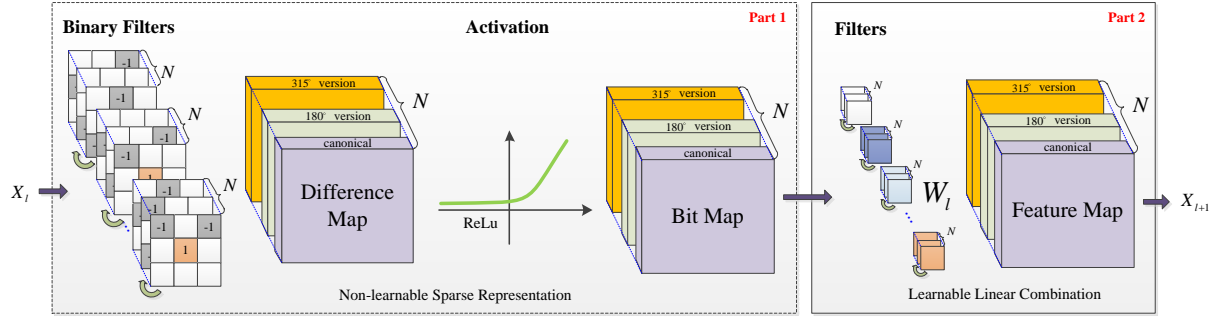 Part 1
Part 2
Binary Filters
Activation
Filters
-1
-1
-1
-1
-1
1
-1
-1
-1
1
N
N
N
315° version
180° version
canonical
Difference
Map
N
ReLu
315° version
180° version
canonical
Bit Map
N
N
N
N
N
W_l
315° version
180° version
canonical
Feature Map
N
X_l
X_{l+1}
Non-learnable Sparse Representation
Learnable Linear Combination